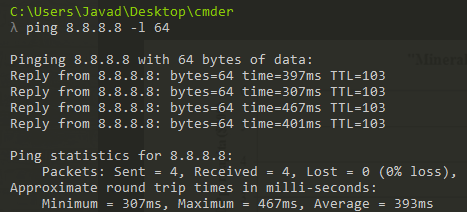 C:\Users\Javad\Desktop\cmder
λ ping 8.8.8.8 -l 64
Pinging 8.8.8.8 with 64 bytes of data:
Reply from 8.8.8.8: bytes=64 time=397ms TTL=103
Reply from 8.8.8.8: bytes=64 time=307ms TTL=103
Reply from 8.8.8.8: bytes=64 time=467ms TTL=103
Reply from 8.8.8.8: bytes=64 time=401ms TTL=103
Ping statistics for 8.8.8.8:
Packets: Sent = 4, Received = 4, Lost = 0 (0% loss),
Approximate round trip times in milli-seconds:
Minimum = 307ms, Maximum = 467ms, Average = 393ms